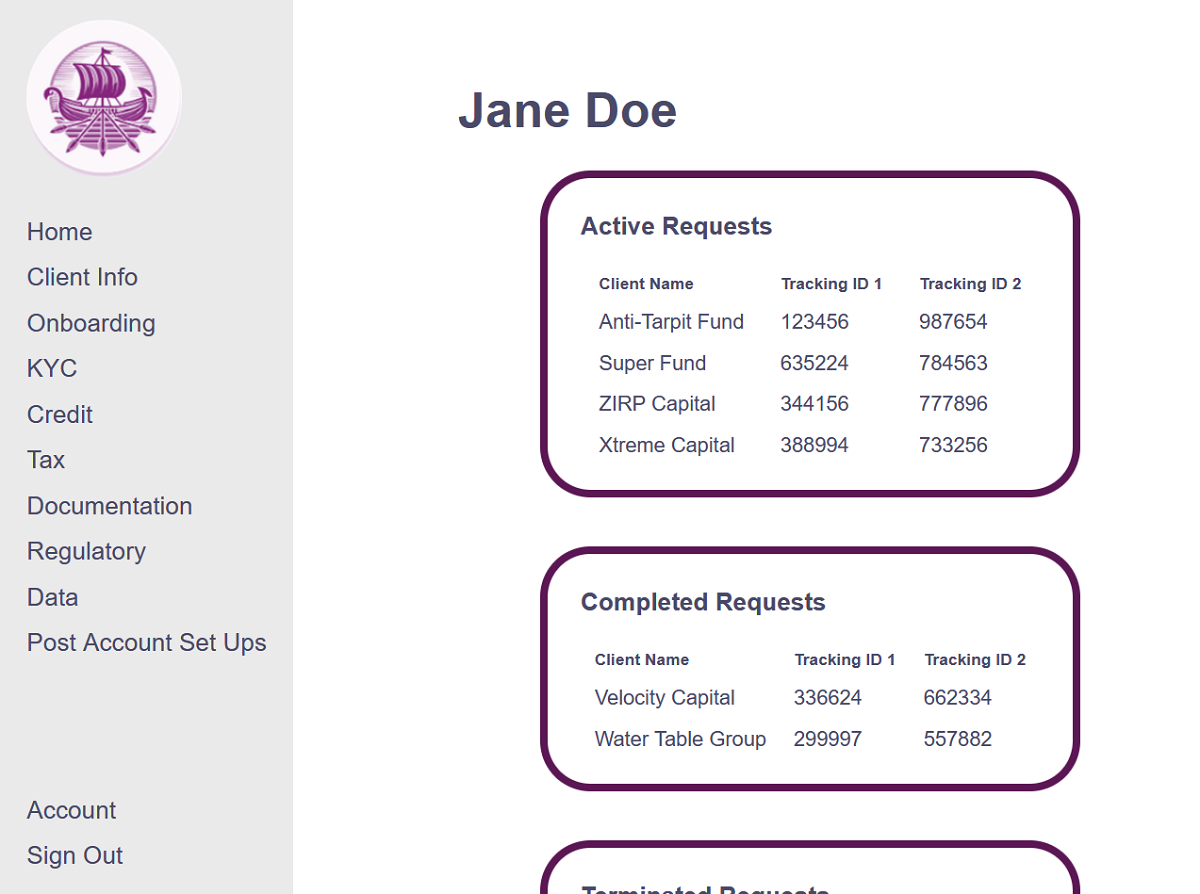 Home
Client Info
Onboarding
KYC
Credit
Tax
Documentation
Regulatory
Data
Post Account Set Ups
Account
Sign Out
Jane Doe
Active Requests
Client Name Tracking ID 1 Tracking ID 2
Anti-Tarpit Fund 123456 987654
Super Fund 635224 784563
ZIRP Capital 344156 777896
Xtreme Capital 388994 733256
Completed Requests
Client Name Tracking ID 1 Tracking ID 2
Velocity Capital 336624 662334
Water Table Group 299997 557882
Terminated Requests